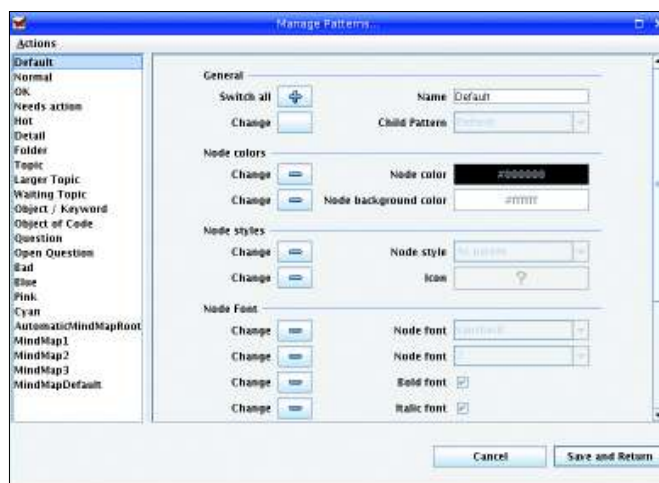 Manage Patterns...
Actions
Default
Normal
OK
Needs action
Hot
Detail
Folder
Topic
Larger Topic
Waiting Topic
Object / Keyword
Object of Code
Question
Open Question
Bad
Blue
Pink
Cyan
AutomaticMindMapRoot
MindMap1
MindMap2
MindMap3
MindMapDefault
General
Switch all
Name Default
Change
Child Pattern Default
Node colors
Change
Node color #000000
Change
Node background color #ffffff
Node styles
Change
Node style As parent
Change
Icon ?
Node Font
Change
Node font
Change
Node font
Change
Bold font
Change
Italic font
Cancel
Save and Return